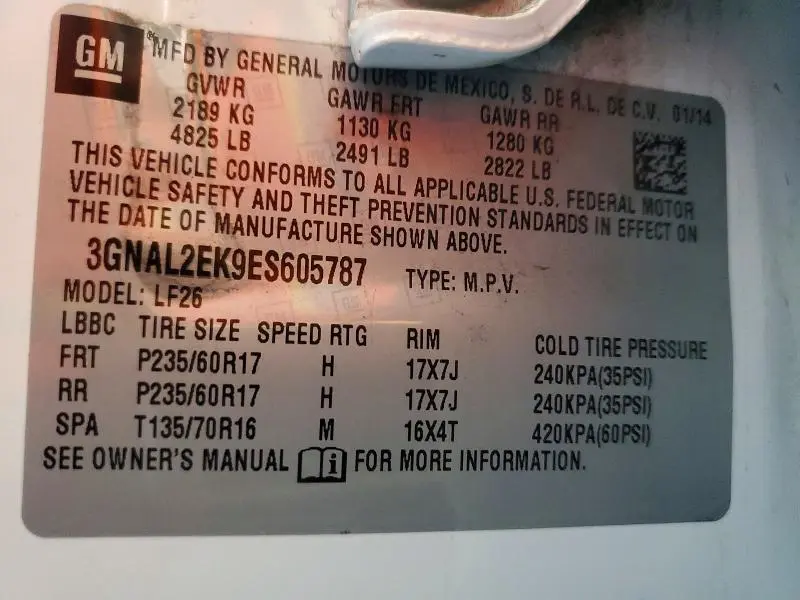 GM
MFD BY GENERAL MOTORS DE MEXICO, S. DE R.L. DE C.V. 01/14
GVWR GAWR FRT GAWR RR
2189 KG 1130 KG 1280 KG
4825 LB 2491 LB 2822 LB
THIS VEHICLE CONFORMS TO ALL APPLICABLE U.S. FEDERAL MOTOR
VEHICLE SAFETY AND THEFT PREVENTION STANDARDS IN EFFECT ON
THE DATE OF MANUFACTURE SHOWN ABOVE.
3GNAL2EK9ES605787 TYPE: M.P.V.
MODEL: LF26
LBBC TIRE SIZE SPEED RTG RIM COLD TIRE PRESSURE
FRT P235/60R17 H 17X7J 240KPA(35PSI)
RR P235/60R17 H 17X7J 240KPA(35PSI)
SPA T135/70R16 M 16X4T 420KPA(60PSI)
SEE OWNER'S MANUAL i FOR MORE INFORMATION.